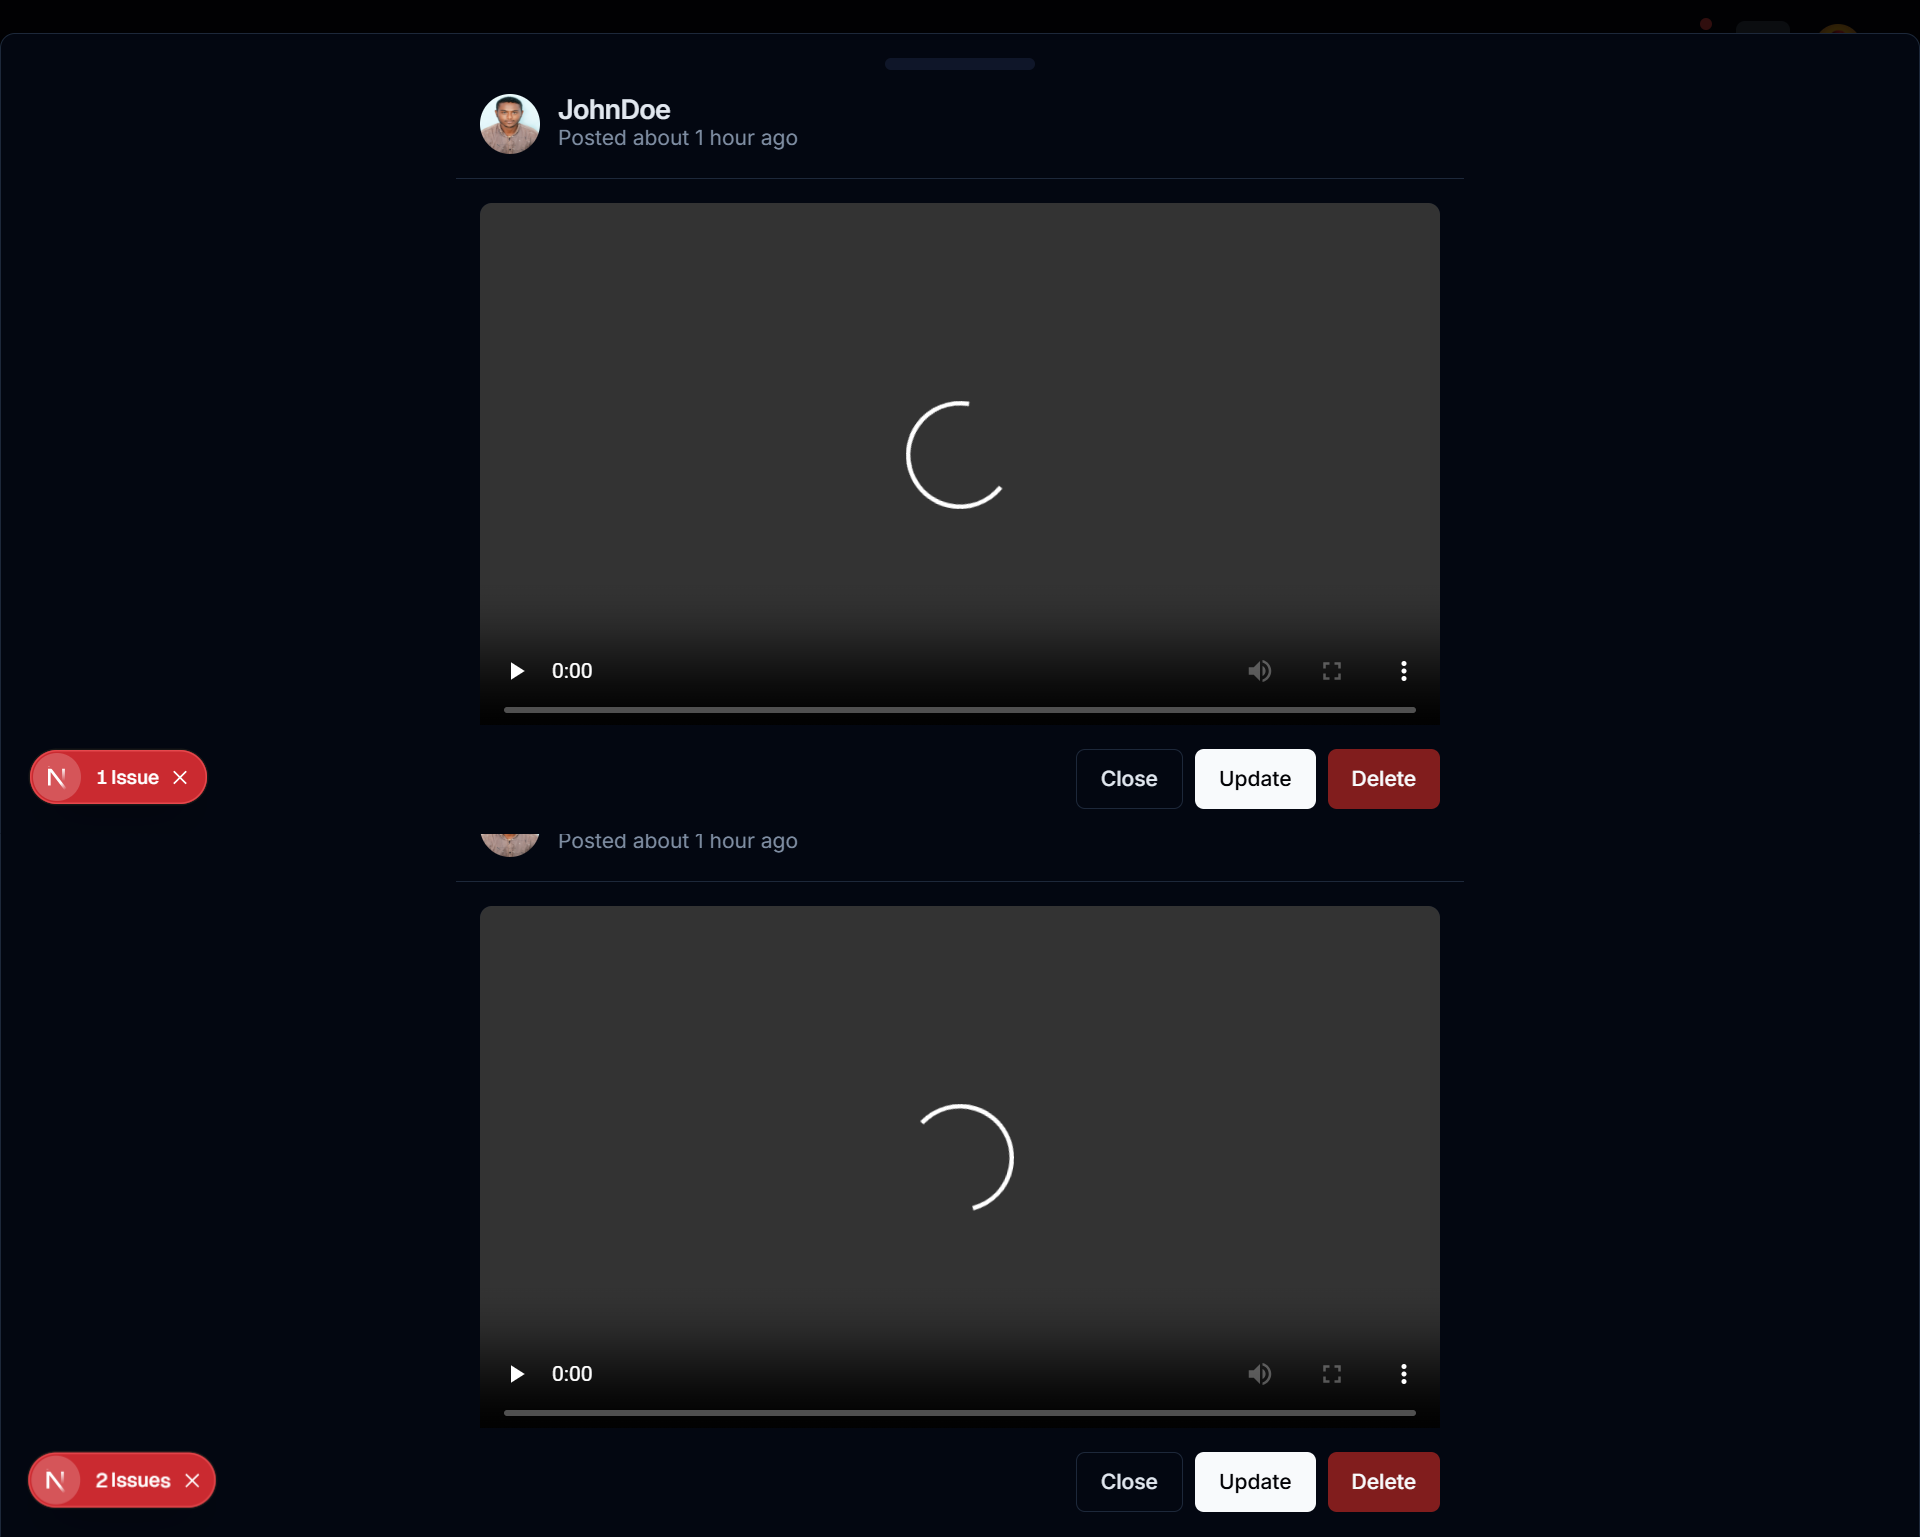 JohnDoe
Posted about 1 hour ago
0:00
N 1 Issue
Close Update Delete
Posted about 1 hour ago
0:00
N 2 Issues
Close Update Delete